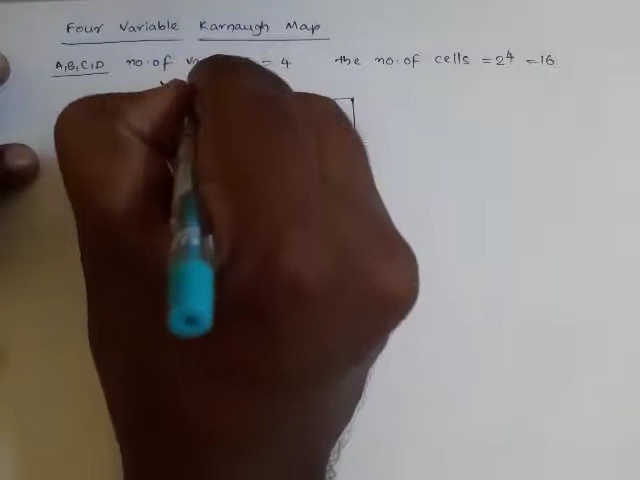 Four Variable Karnaugh Map
A,B,C,D no. of = 4 the no. of cells = 2⁴ = 16